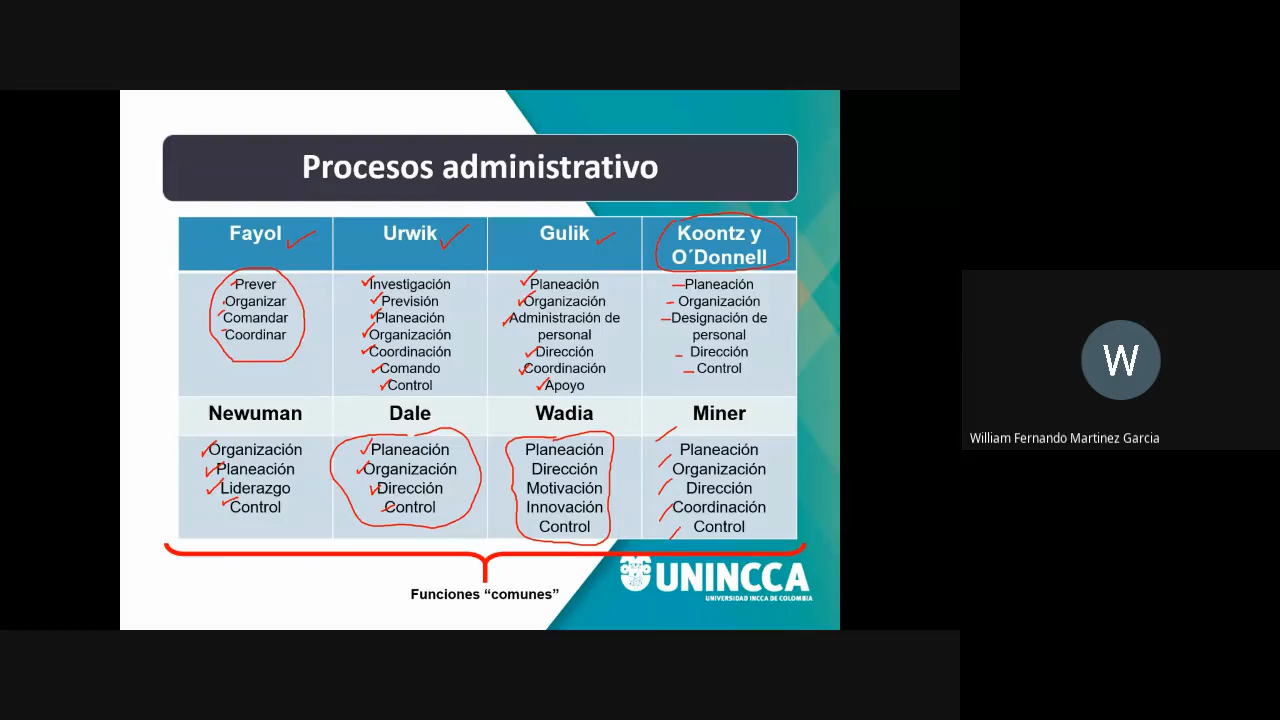 Procesos administrativo
Fayol
Urwik
Gulik
Koontz y
O´Donnell
Prever
Organizar
Comandar
Coordinar
Investigación
Previsión
Planeación
Organización
Coordinación
Comando
Control
Planeación
Organización
Administración de
personal
Dirección
Coordinación
Apoyo
Planeación
Organización
Designación de
personal
Dirección
Control
Newuman
Dale
Wadia
Miner
Organización
Planeación
Liderazgo
Control
Planeación
Organización
Dirección
Control
Planeación
Dirección
Motivación
Innovación
Control
Planeación
Organización
Dirección
Coordinación
Control
Funciones “comunes”
UNINCCA
UNIVERSIDAD INCCA DE COLOMBIA
W
William Fernando Martinez Garcia